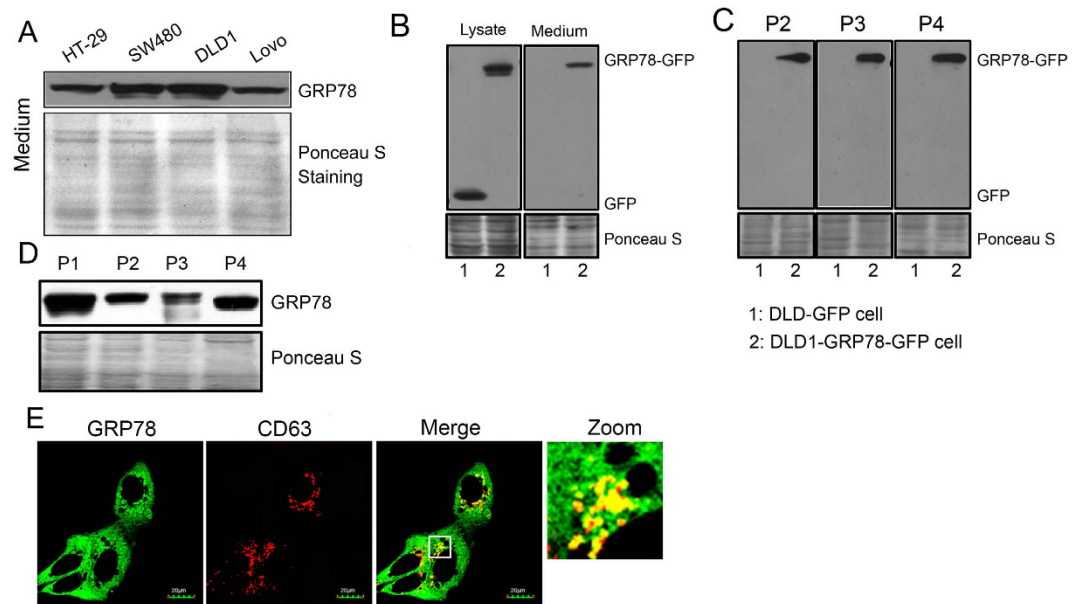 A
HT-29 SW480 DLD1 Lovo
Medium
GRP78
Ponceau S
Staining
B
Lysate Medium
GRP78-GFP
GFP
Ponceau S
1 2 1 2
C
P2 P3 P4
GRP78-GFP
GFP
Ponceau S
1 2 1 2 1 2
1: DLD-GFP cell
2: DLD1-GRP78-GFP cell
D
P1 P2 P3 P4
GRP78
Ponceau S
E
GRP78 CD63 Merge Zoom
20μm 20μm 20μm